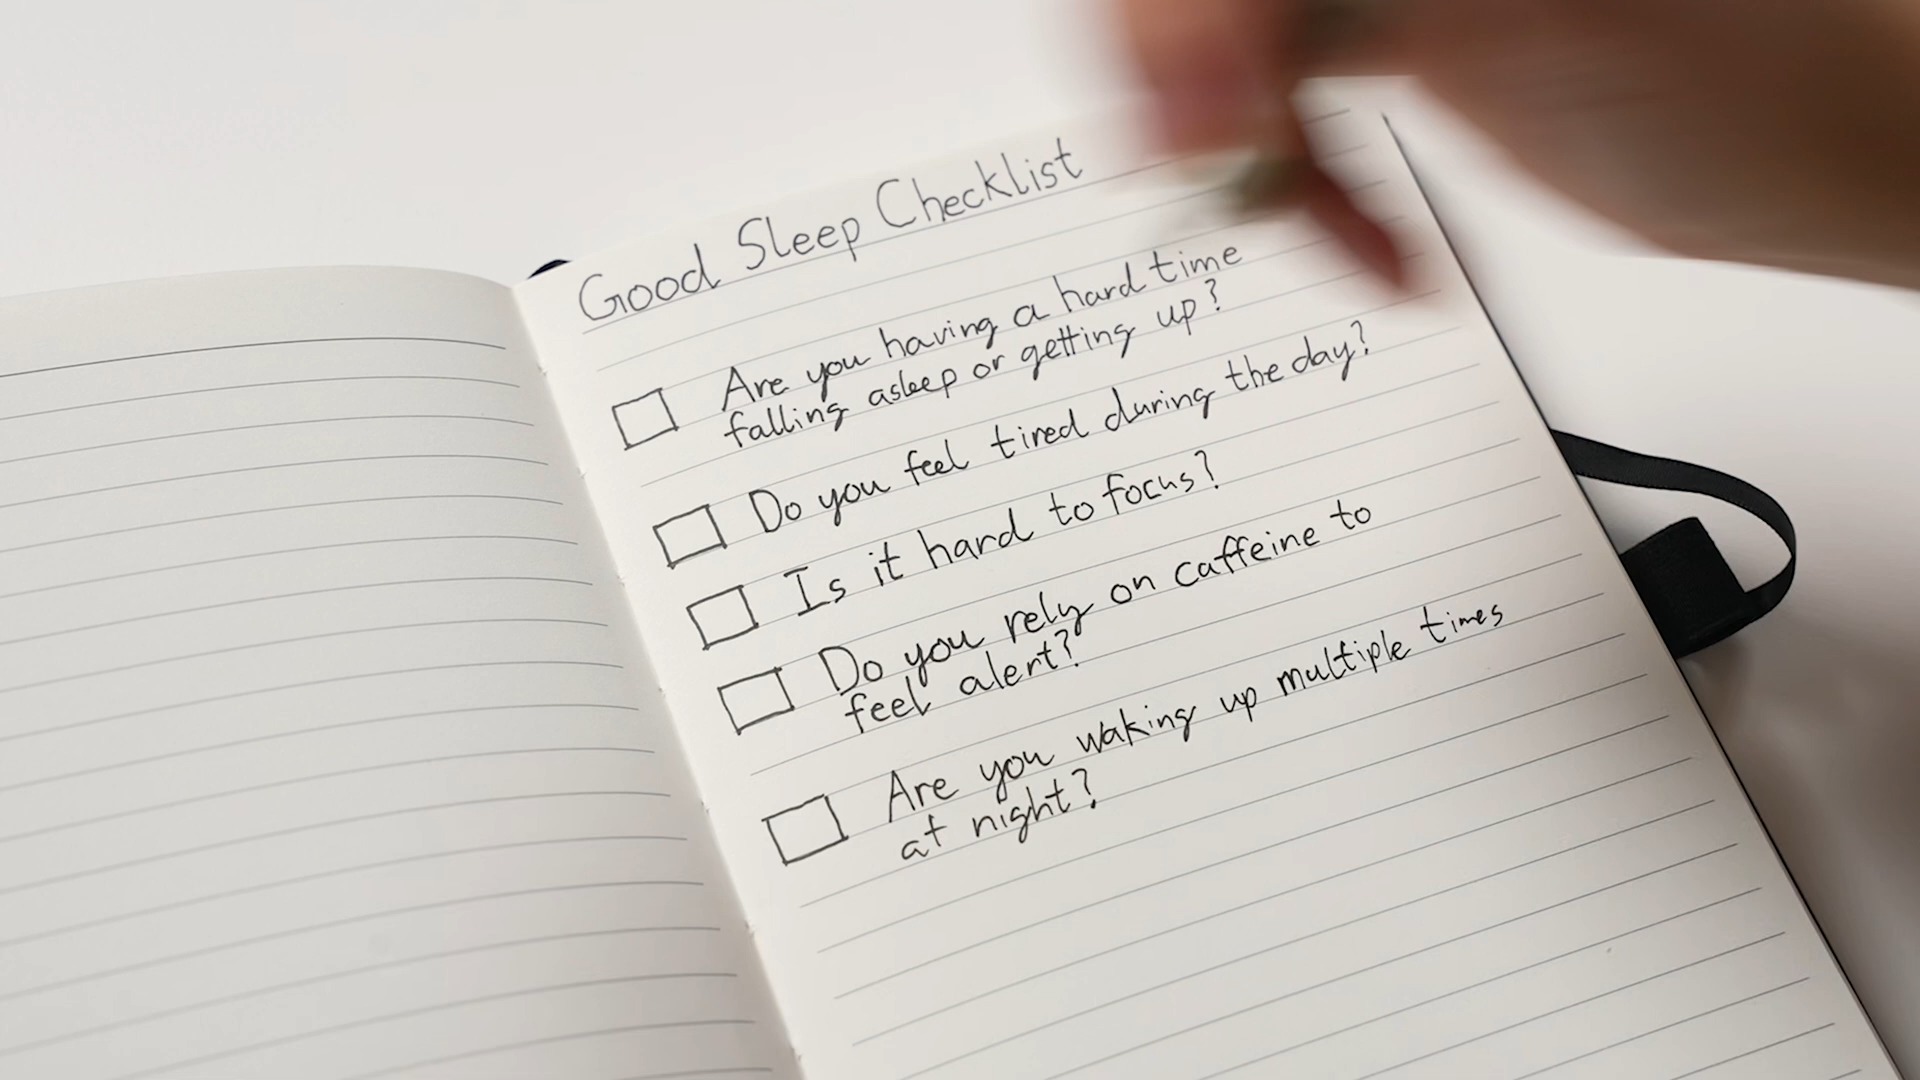 Good Sleep Checklist
Are you having a hard time
falling asleep or getting up?
Do you feel tired during the day?
Is it hard to focus?
Do you rely on caffeine to
feel alert?
Are you waking up multiple times
at night?